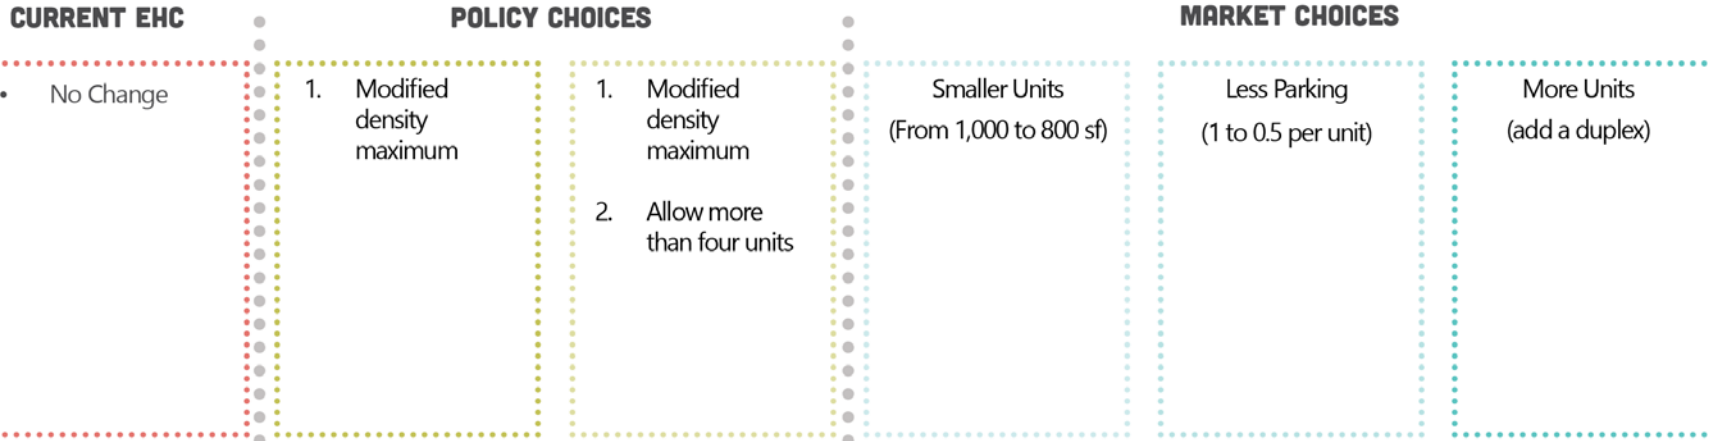 CURRENT EHC
POLICY CHOICES
MARKET CHOICES
• No Change
1. Modified
density
maximum
1. Modified
density
maximum
2. Allow more
than four units
Smaller Units
(From 1,000 to 800 sf)
Less Parking
(1 to 0.5 per unit)
More Units
(add a duplex)